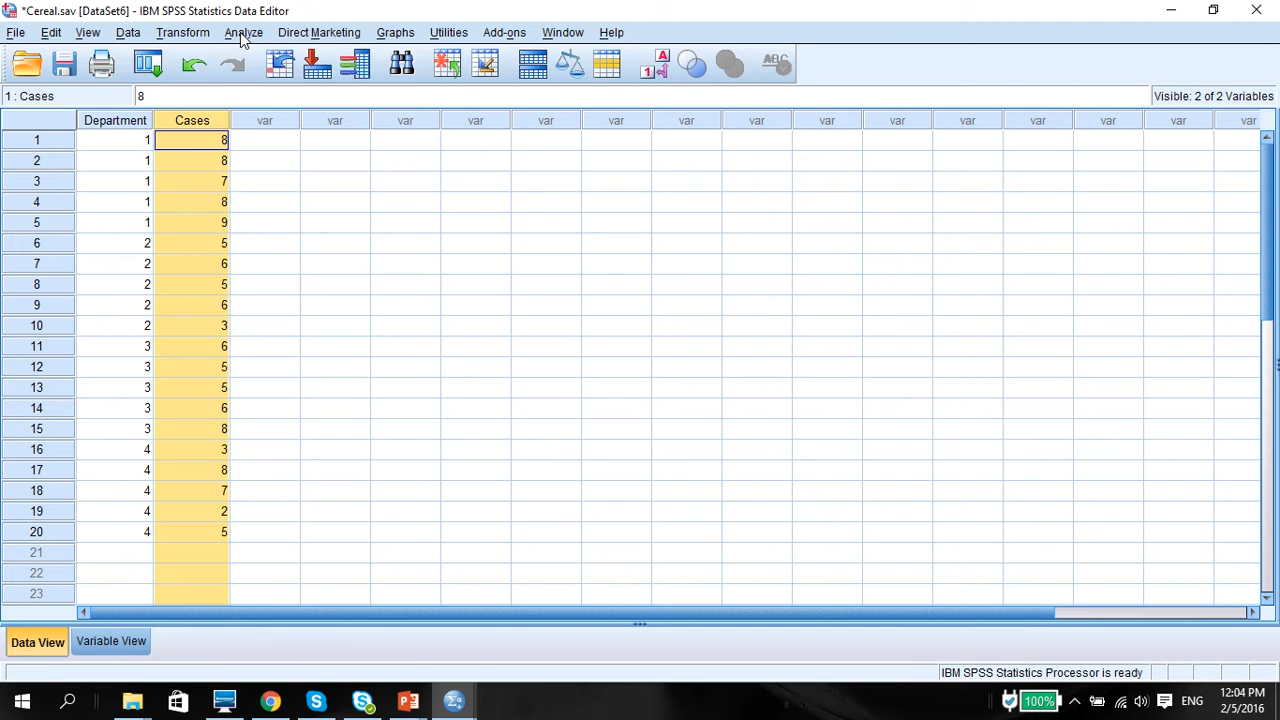 *Cereal.sav [DataSet6] - IBM SPSS Statistics Data Editor
File Edit View Data Transform Analyze Direct Marketing Graphs Utilities Add-ons Window Help
1 : Cases 8 Visible: 2 of 2 Variables
Department Cases var var var var var var var var var var var var var var var
1 1 8
2 1 8
3 1 7
4 1 8
5 1 9
6 2 5
7 2 6
8 2 5
9 2 6
10 2 3
11 3 6
12 3 5
13 3 5
14 3 6
15 3 8
16 4 3
17 4 8
18 4 7
19 4 2
20 4 5
21
22
23
Data View Variable View
IBM SPSS Statistics Processor is ready
100% ENG 12:04 PM
2/5/2016